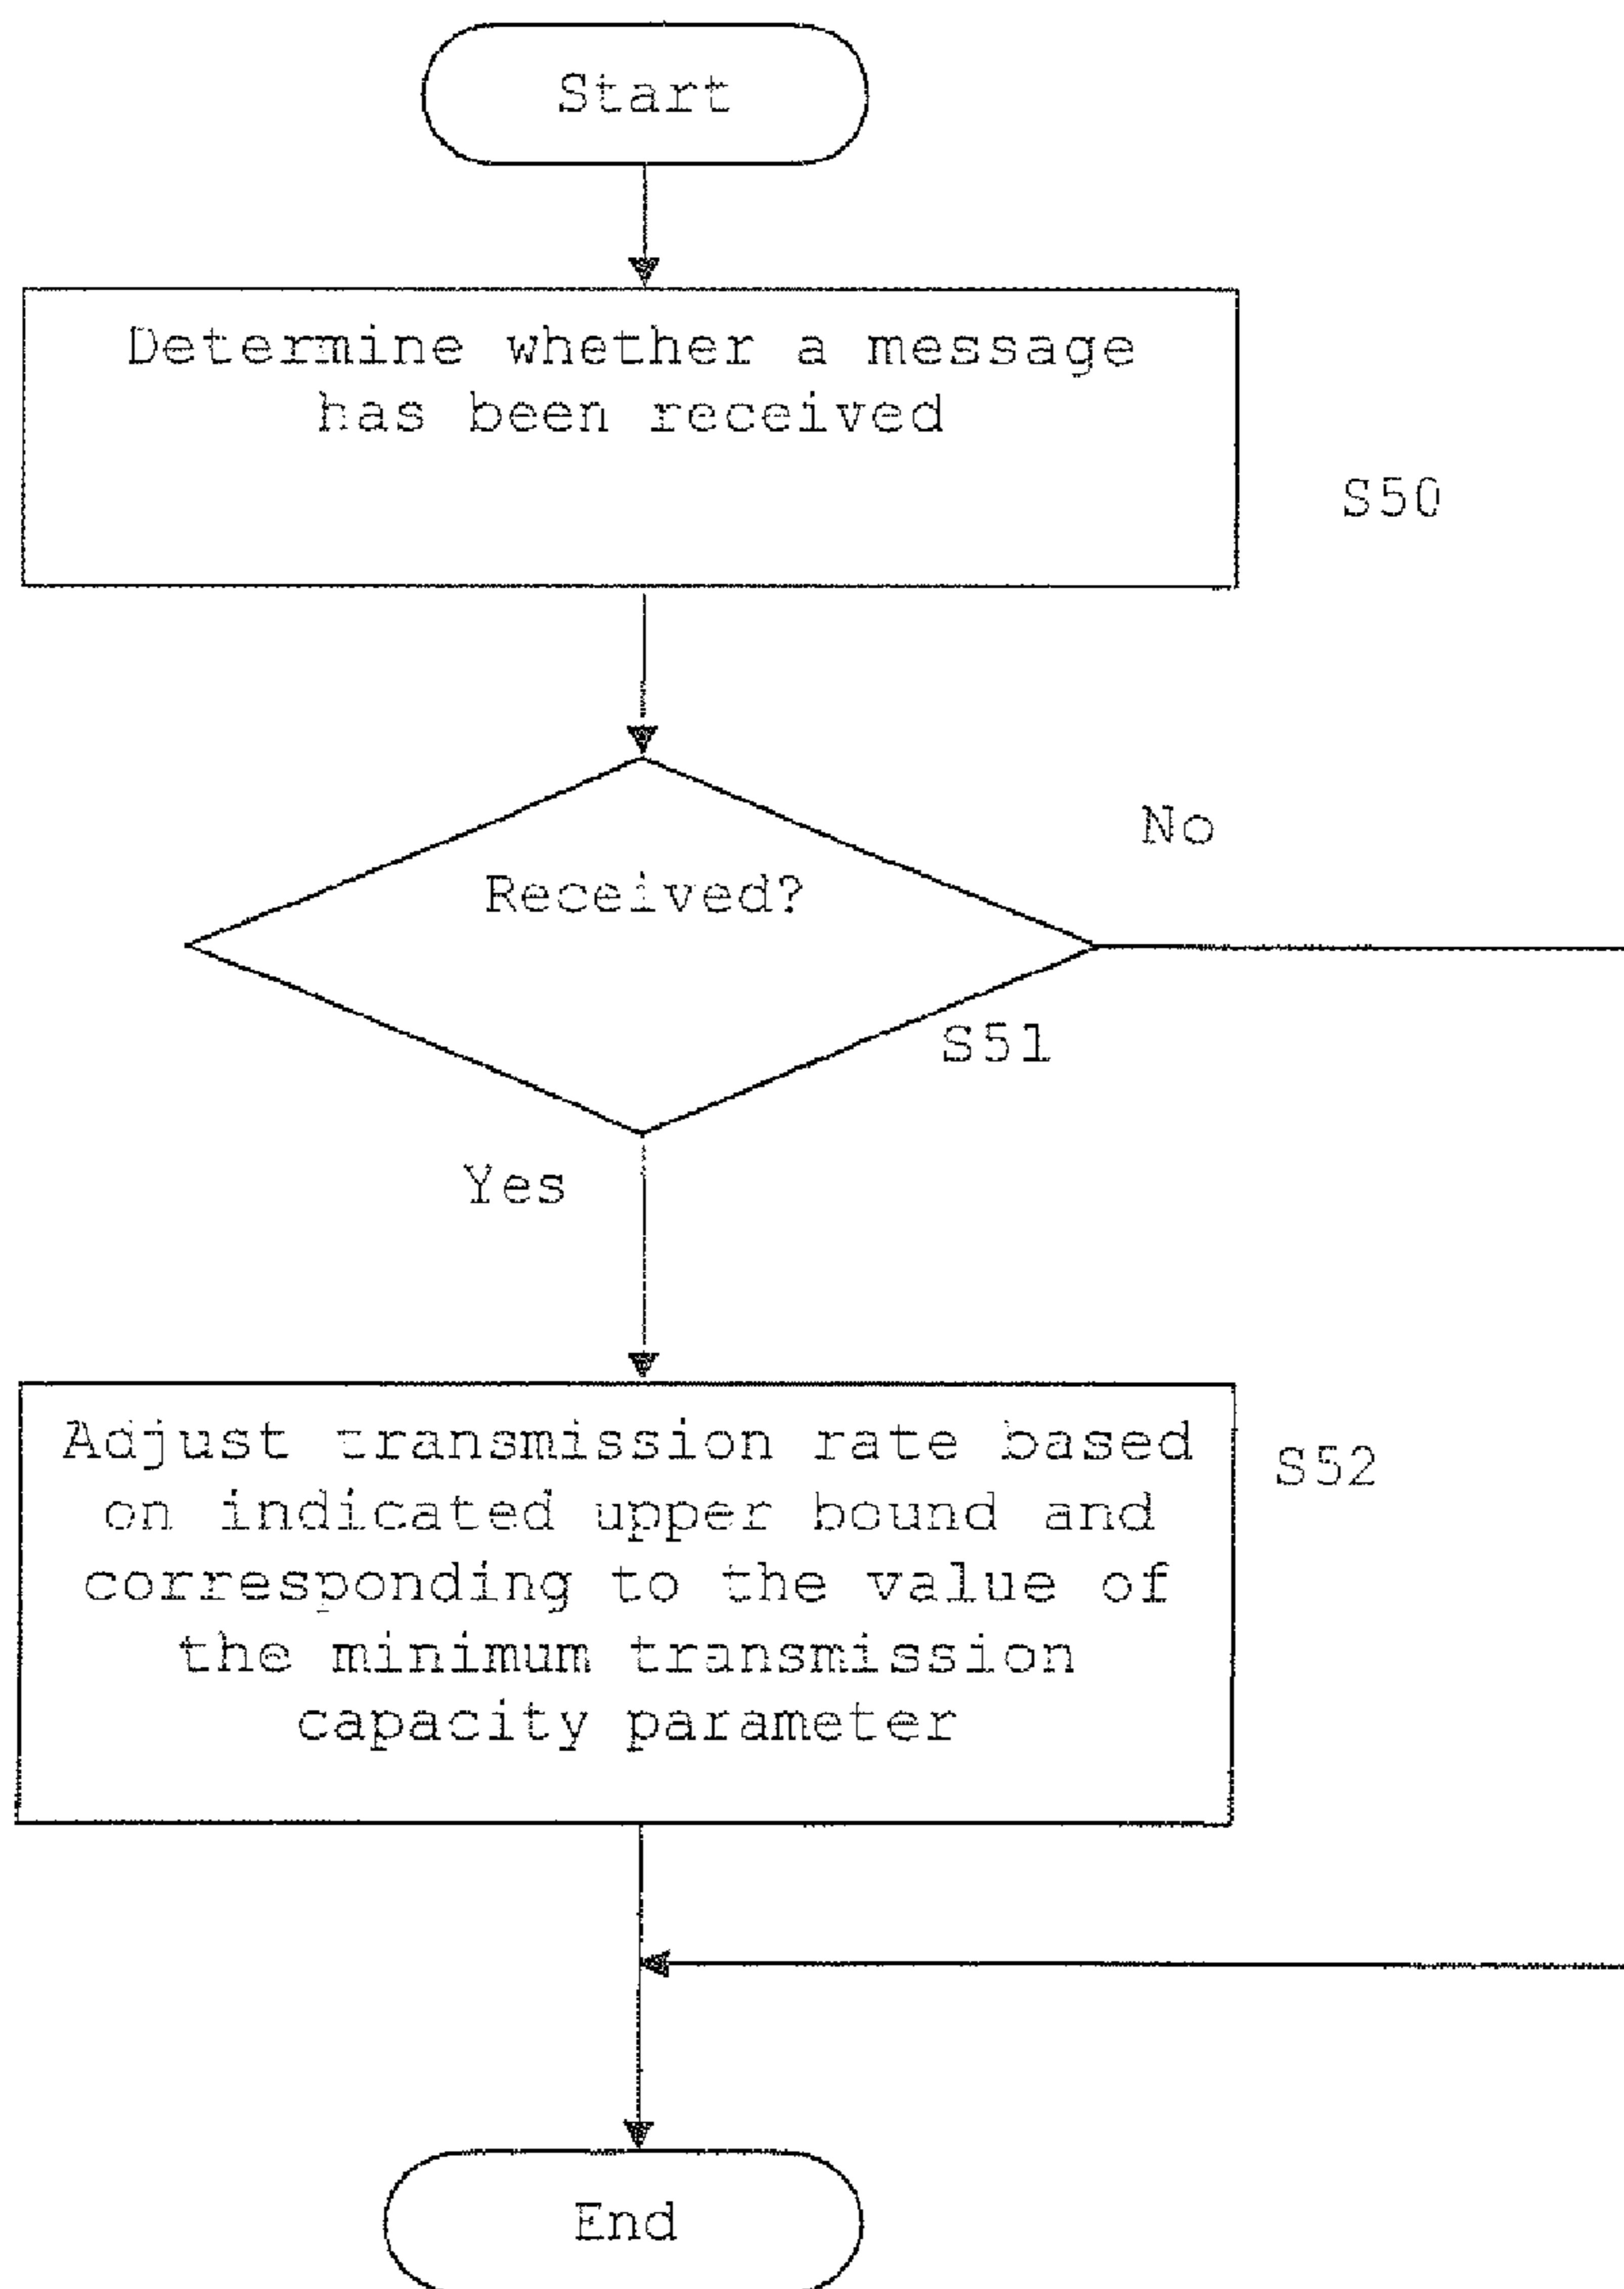 Start
Determine whether a message
has been received
S50
No
Received?
S51
Yes
Adjust transmission rate based
on indicated upper bound and
corresponding to the value of
the minimum transmission
capacity parameter
S52
End